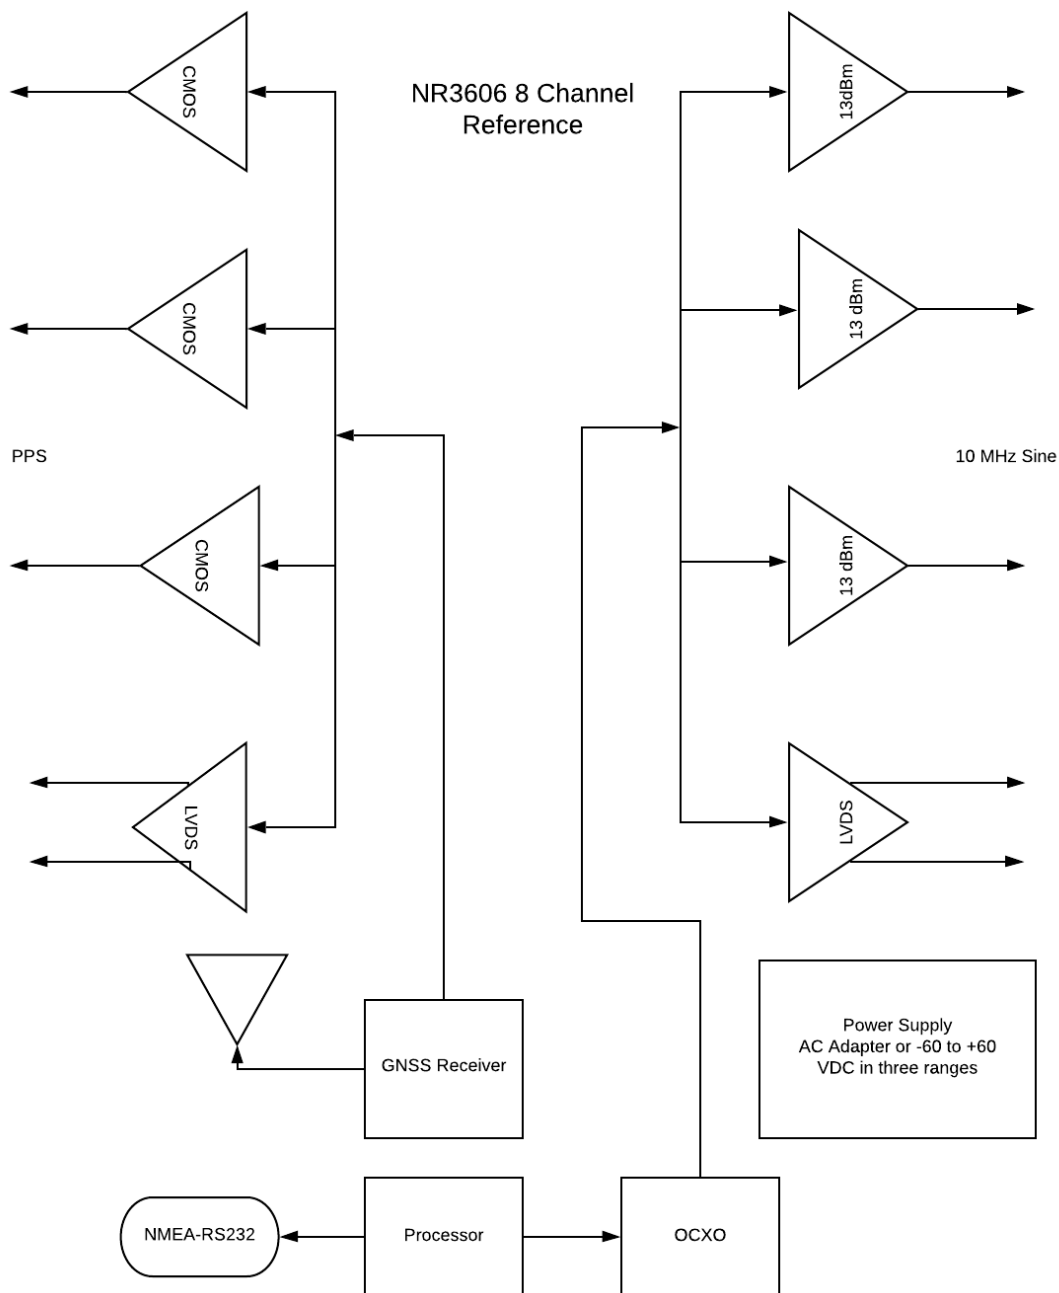 NR3606 8 Channel
Reference
CMOS
13dBm
CMOS
13 dBm
PPS
10 MHz Sine
CMOS
13 dBm
LVDS
LVDS
GNSS Receiver
Power Supply
AC Adapter or -60 to +60
VDC in three ranges
NMEA-RS232
Processor
OCXO